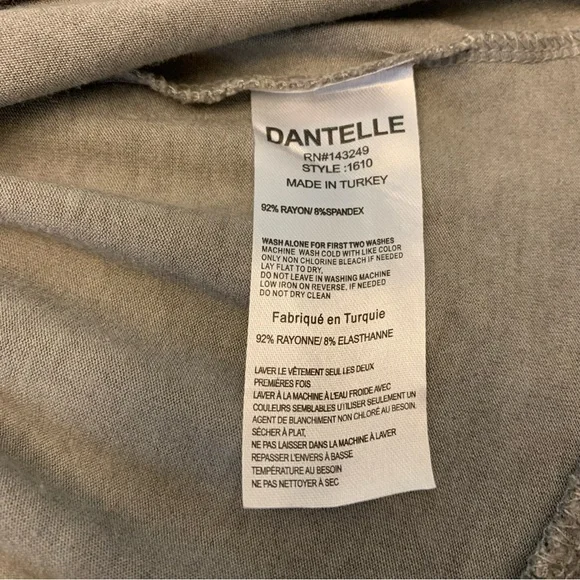 DANTELLE
RN#143249
STYLE :1610
MADE IN TURKEY
92% RAYON/ 8%SPANDEX
WASH ALONE FOR FIRST TWO WASHES
MACHINE WASH COLD WITH LIKE COLOR
ONLY NON CHLORINE BLEACH IF NEEDED
LAY FLAT TO DRY.
DO NOT LEAVE IN WASHING MACHINE
LOW IRON ON REVERSE, IF NEEDED
DO NOT DRY CLEAN
Fabriqué en Turquie
92% RAYONNE/ 8% ELASTHANNE
LAVER LE VÊTEMENT SEUL LES DEUX
PREMIÈRES FOIS
LAVER À LA MACHINE À L'EAU FROIDE AVEC
COULEURS SEMBLABLES UTILISER SEULEMENT UN
AGENT DE BLANCHIMENT NON CHLORÉ AU BESOIN.
SÉCHER À PLAT,
NE PAS LAISSER DANS LA MACHINE À LAVER
REPASSER L'ENVERS À BASSE
TEMPÉRATURE AU BESOIN
NE PAS NETTOYER À SEC